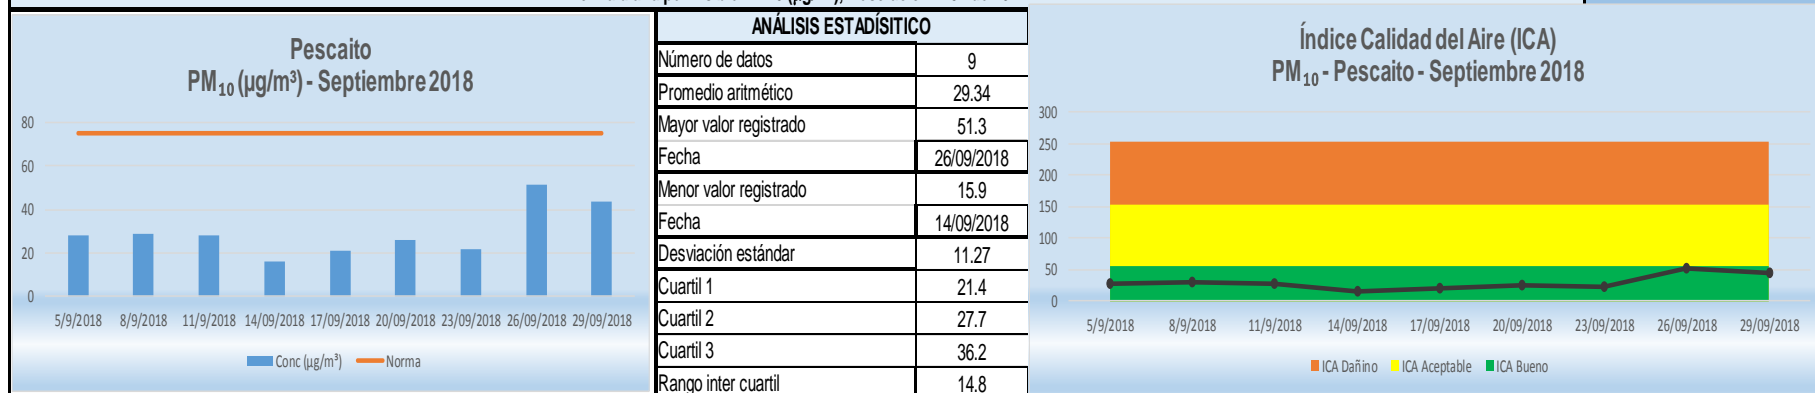 Pescaito
PM₁₀ (µg/m³) - Septiembre 2018
80
60
40
20
0
5/9/2018 8/9/2018 11/9/2018 14/09/2018 17/09/2018 20/09/2018 23/09/2018 26/09/2018 29/09/2018
Conc (µg/m³) Norma
ANÁLISIS ESTADÍSITICO
Número de datos 9
Promedio aritmético 29.34
Mayor valor registrado 51.3
Fecha 26/09/2018
Menor valor registrado 15.9
Fecha 14/09/2018
Desviación estándar 11.27
Cuartil 1 21.4
Cuartil 2 27.7
Cuartil 3 36.2
Rango inter cuartil 14.8
Índice Calidad del Aire (ICA)
PM₁₀ - Pescaito - Septiembre 2018
300
250
200
150
100
50
0
5/9/2018 8/9/2018 11/9/2018 14/09/2018 17/09/2018 20/09/2018 23/09/2018 26/09/2018 29/09/2018
ICA Dañino ICA Aceptable ICA Bueno